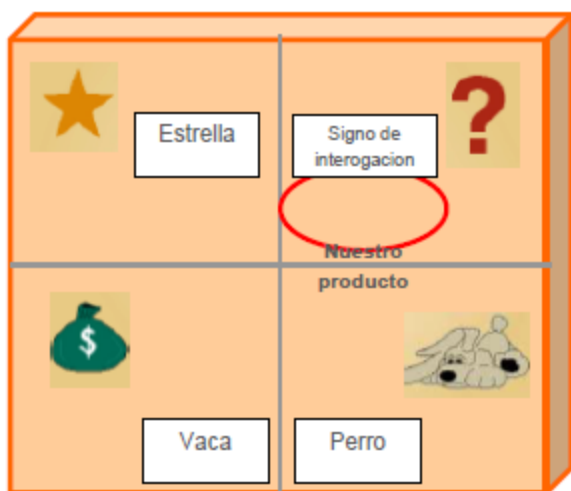 Estrella
Signo de
interogacion
?
Nuestro
producto
$
Vaca
Perro